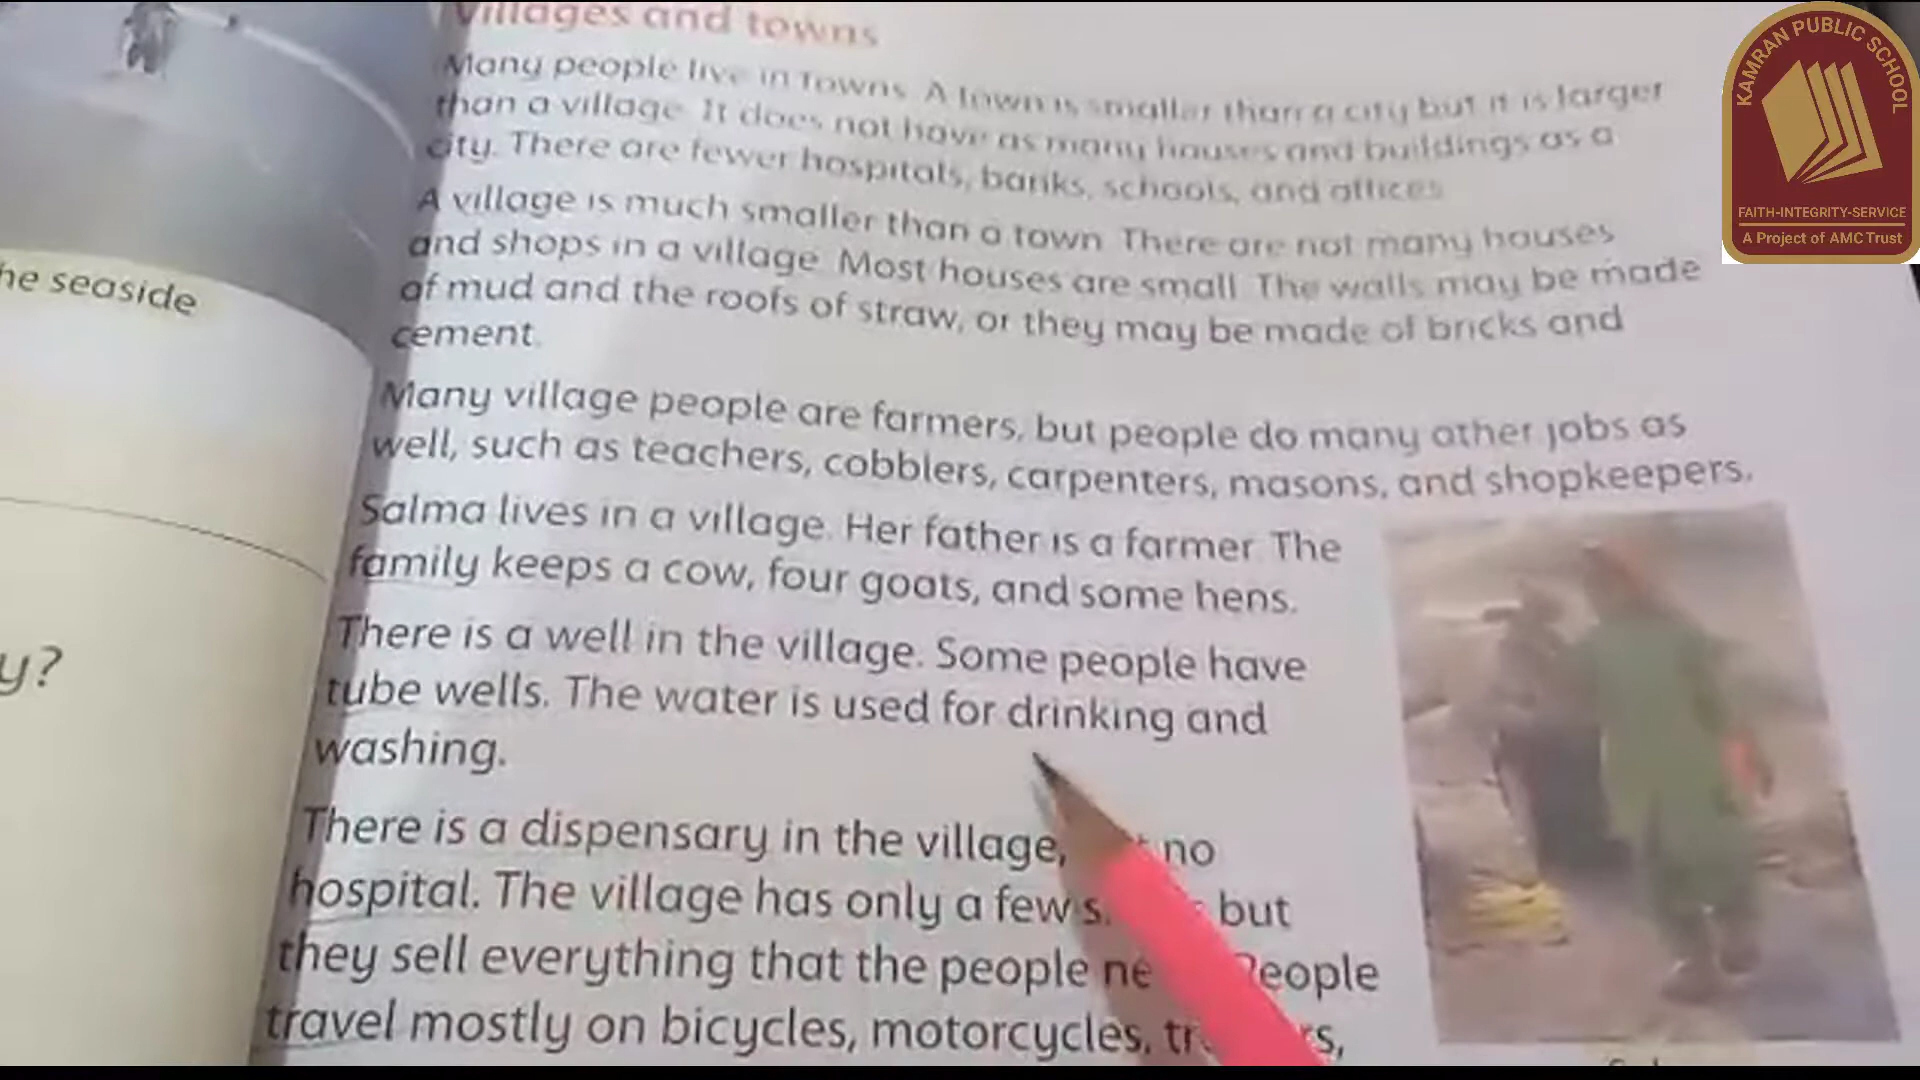 Villages and towns
Many people live in towns. A town is smaller than a city but it is larger
than a village. It does not have as many houses and buildings as a
city. There are fewer hospitals, banks, schools, and offices.
A village is much smaller than a town. There are not many houses
and shops in a village. Most houses are small. The walls may be made
of mud and the roofs of straw, or they may be made of bricks and
cement.
Many village people are farmers, but people do many other jobs as
well, such as teachers, cobblers, carpenters, masons, and shopkeepers.
Salma lives in a village. Her father is a farmer. The
family keeps a cow, four goats, and some hens.
There is a well in the village. Some people have
tube wells. The water is used for drinking and
washing.
There is a dispensary in the village, no
hospital. The village has only a few but
they sell everything that the people
travel mostly on bicycles, motorcycles,
he seaside
y?
KAMRAN PUBLIC SCHOOL
FAITH-INTEGRITY-SERVICE
A Project of AMC Trust